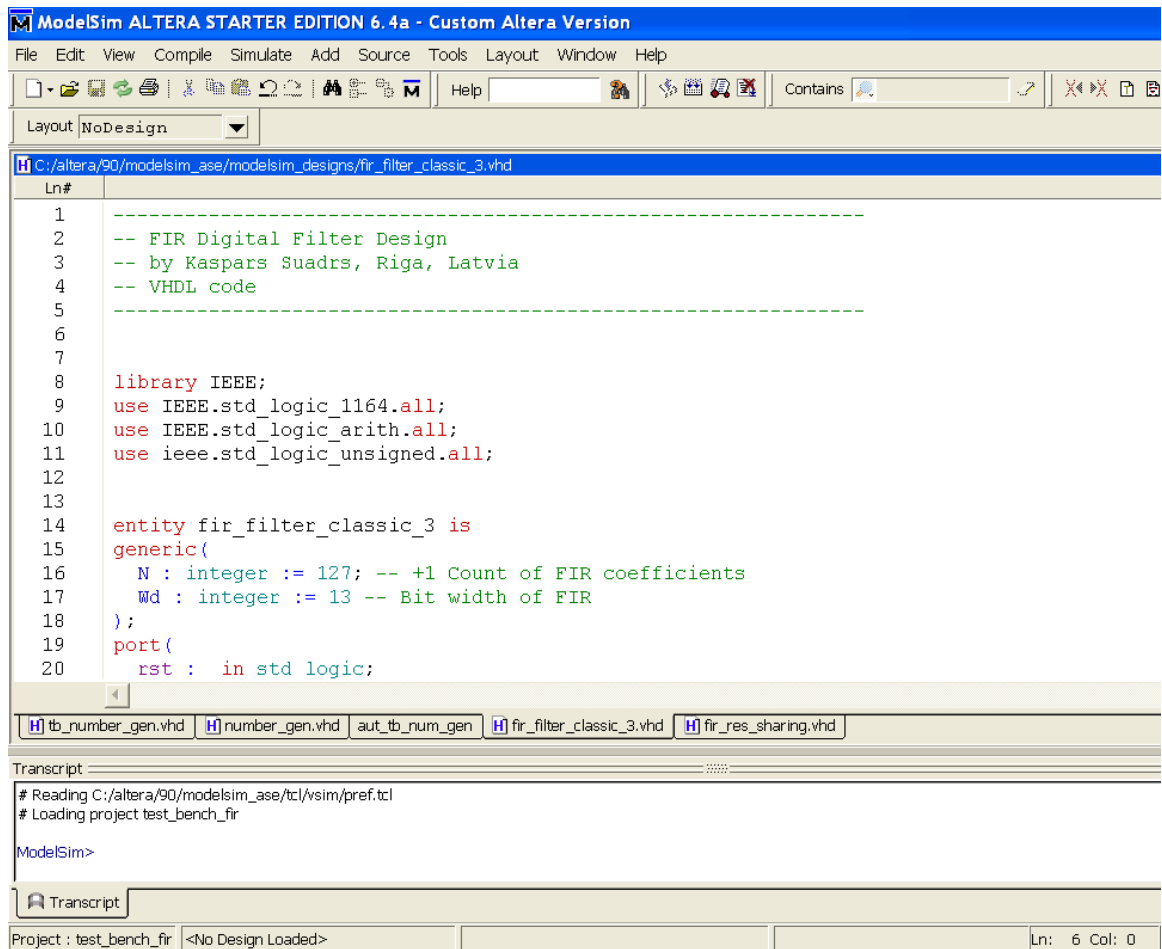 ModelSim ALTERA STARTER EDITION 6.4a - Custom Altera Version
File Edit View Compile Simulate Add Source Tools Layout Window Help
Help Contains
Layout NoDesign
C:/altera/90/modelsim_ase/modelsim_designs/fir_filter_classic_3.vhd
Ln#
1 ---------------------------------------------------------------
2 -- FIR Digital Filter Design
3 -- by Kaspars Suadrs, Riga, Latvia
4 -- VHDL code
5 ---------------------------------------------------------------
6
7
8 library IEEE;
9 use IEEE.std_logic_1164.all;
10 use IEEE.std_logic_arith.all;
11 use ieee.std_logic_unsigned.all;
12
13
14 entity fir_filter_classic_3 is
15 generic(
16 N : integer := 127; -- +1 Count of FIR coefficients
17 Wd : integer := 13 -- Bit width of FIR
18 );
19 port(
20 rst : in std logic;
tb_number_gen.vhd number_gen.vhd aut_tb_num_gen fir_filter_classic_3.vhd fir_res_sharing.vhd
Transcript
# Reading C:/altera/90/modelsim_ase/tcl/vsim/pref.tcl
# Loading project test_bench_fir
ModelSim>
Transcript
Project : test_bench_fir <No Design Loaded> Ln: 6 Col: 0